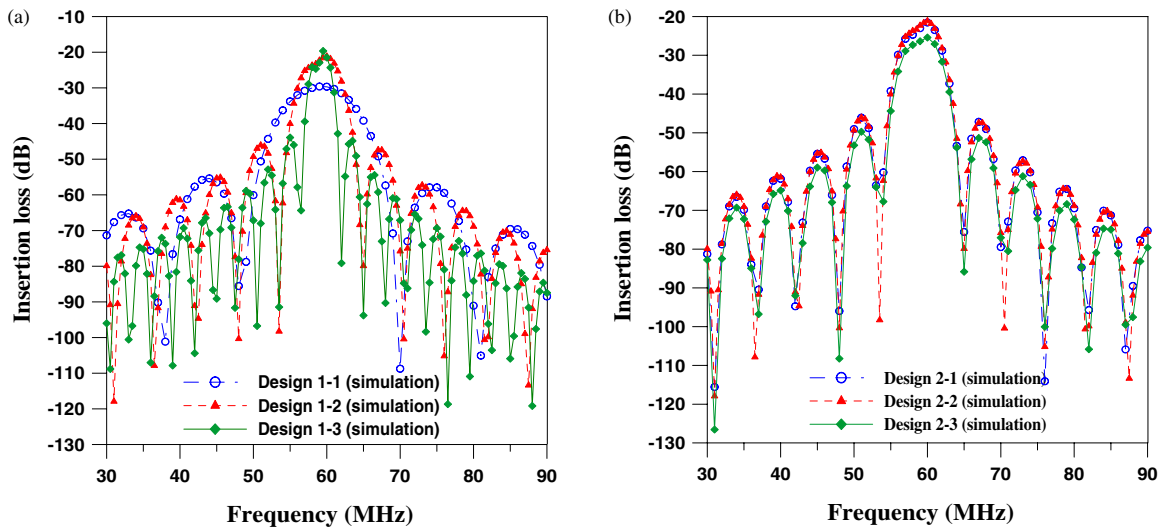 (a)
-10
-20
-30
-40
-50
-60
-70
-80
-90
-100
-110
-120
-130
Insertion loss (dB)
Design 1-1 (simulation)
Design 1-2 (simulation)
Design 1-3 (simulation)
30 40 50 60 70 80 90
Frequency (MHz)
(b)
-20
-30
-40
-50
-60
-70
-80
-90
-100
-110
-120
-130
Insertion loss (dB)
Design 2-1 (simulation)
Design 2-2 (simulation)
Design 2-3 (simulation)
30 40 50 60 70 80 90
Frequency (MHz)